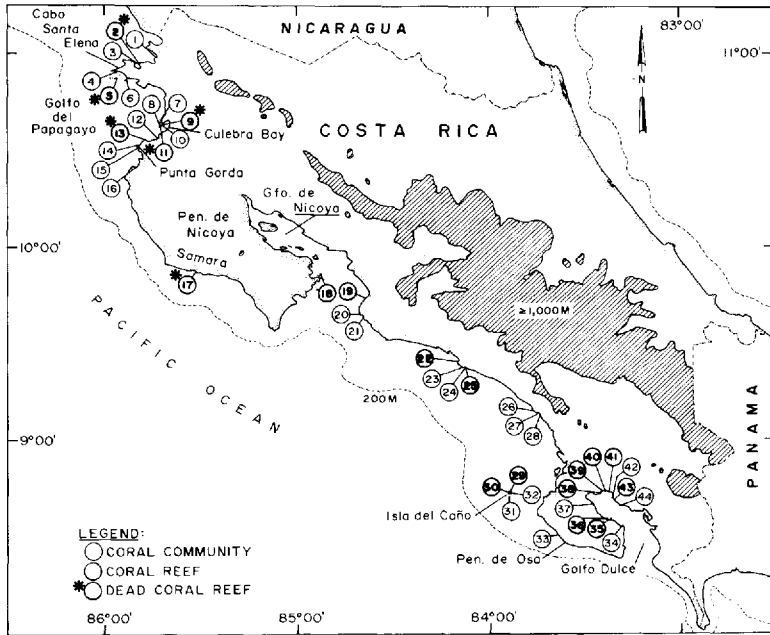 NICARAGUA
83°00'
Cabo
Santa
Elena
2
1
3
11°00'
N
4
5
6
8
7
Golfo
del
Papagayo
13
12
9
Culebra Bay
10
COSTA RICA
14
11
15
Punta Gorda
16
Gfo. de
Nicoya
Pen. de
Nicoya
10°00'
Samara
17
18
19
20
21
≥1,000M
PACIFIC OCEAN
22
23
24
25
200M
26
27
28
PANAMA
9°00'
29
30
31
32
Isla del Caño
40
41
39
42
38
43
37
44
36
35
33
34
Pen. de Osa
Golfo Dulce
LEGEND:
CORAL COMMUNITY
CORAL REEF
* DEAD CORAL REEF
86°00'
85°00'
84°00'